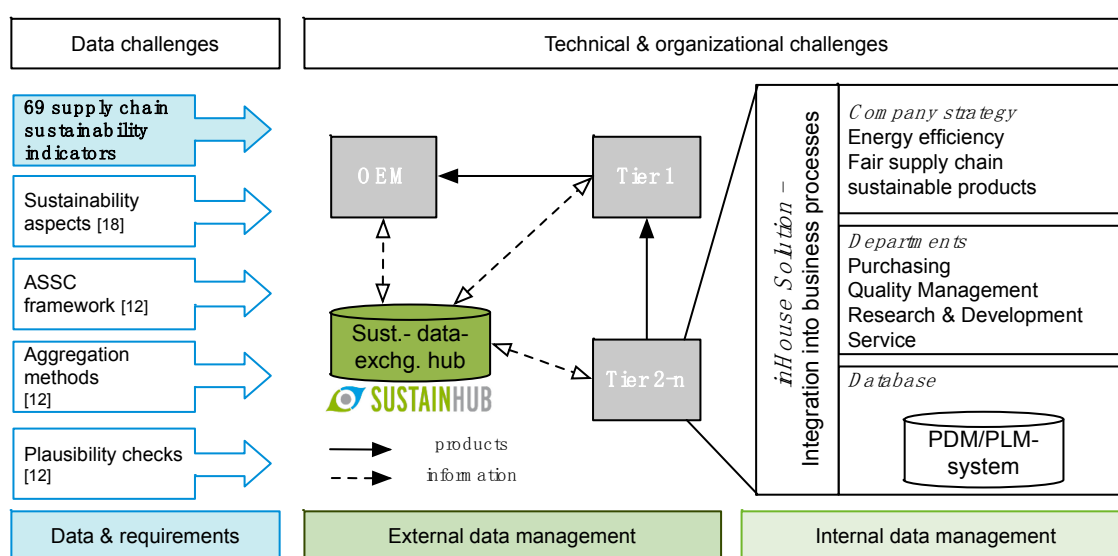 Data challenges
Technical & organizational challenges
69 supply chain
sustainability
indicators
Sustainability
aspects [18]
ASSC
framework [12]
Aggregation
methods
[12]
Plausibility checks
[12]
OEM
Tier 1
Sust.- data-
exchg. hub
Tier 2-n
SUSTAINHUB
products
information
inHouse Solution –
Integration into business processes
Company strategy
Energy efficiency
Fair supply chain
sustainable products
Departments
Purchasing
Quality Management
Research & Development
Service
Database
PDM/PLM-
system
Data & requirements
External data management
Internal data management